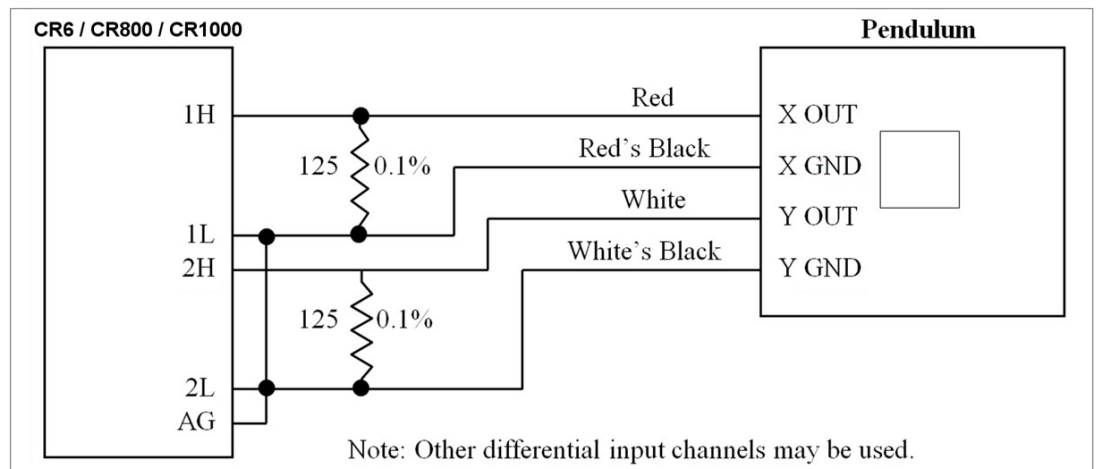 CR6 / CR800 / CR1000
Pendulum
1H
Red
X OUT
125
0.1%
Red's Black
X GND
White
Y OUT
1L
2H
White's Black
Y GND
125
0.1%
2L
AG
Note: Other differential input channels may be used.